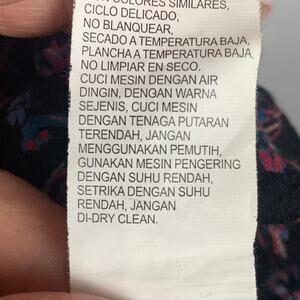 COLORES SIMILARES,
CICLO DELICADO,
NO BLANQUEAR,
SECADO A TEMPERATURA BAJA,
PLANCHA A TEMPERATURA BAJA,
NO LIMPIAR EN SECO.
CUCI MESIN DENGAN AIR
DINGIN, DENGAN WARNA
SEJENIS, CUCI MESIN
DENGAN TENAGA PUTARAN
TERENDAH, JANGAN
MENGGUNAKAN PEMUTIH,
GUNAKAN MESIN PENGERING
DENGAN SUHU RENDAH,
SETRIKA DENGAN SUHU
RENDAH, JANGAN
DI-DRY CLEAN.